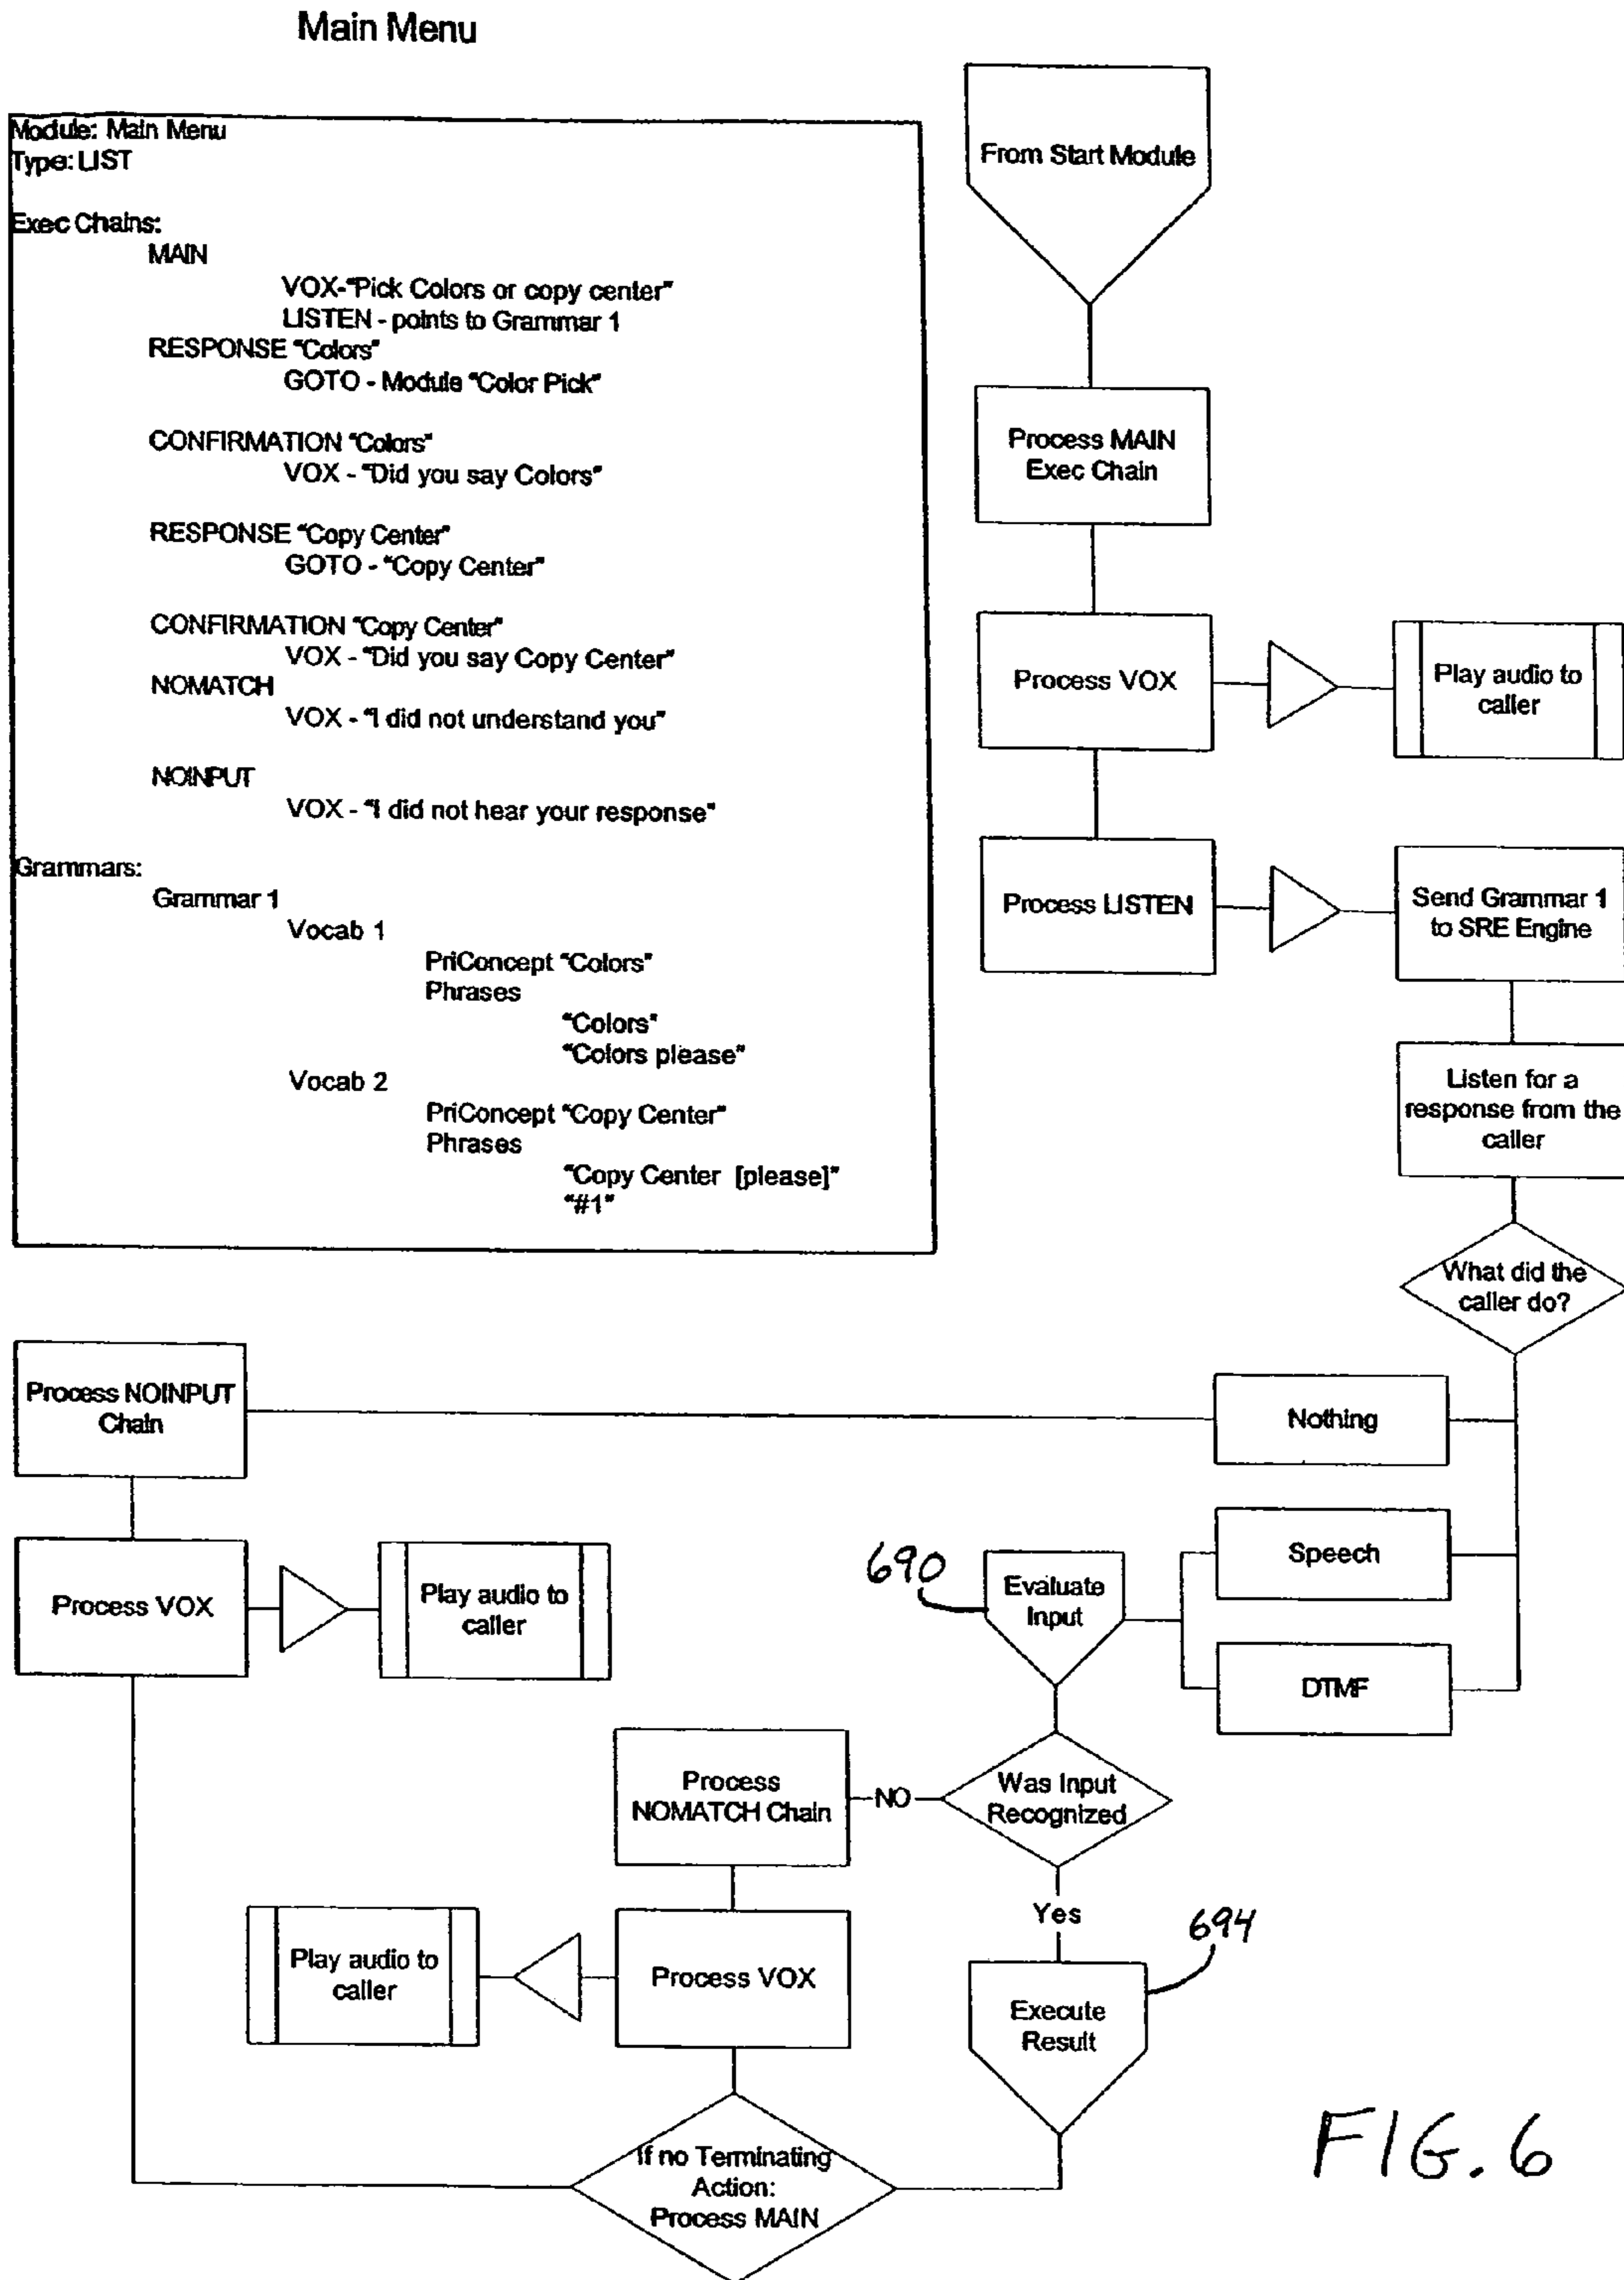 Main Menu
Module: Main Menu
Type: LIST
Exec Chains:
MAIN
VOX-"Pick Colors or copy center"
LISTEN - points to Grammar 1
RESPONSE "Colors"
GOTO - Module "Color Pick"
CONFIRMATION "Colors"
VOX - "Did you say Colors"
RESPONSE "Copy Center"
GOTO - "Copy Center"
CONFIRMATION "Copy Center"
VOX - "Did you say Copy Center"
NOMATCH
VOX - "I did not understand you"
NOINPUT
VOX - "I did not hear your response"
Grammars:
Grammar 1
Vocab 1
PriConcept "Colors"
Phrases
"Colors"
"Colors please"
Vocab 2
PriConcept "Copy Center"
Phrases
"Copy Center [please]"
"#1"
From Start Module
Process MAIN
Exec Chain
Process VOX
Play audio to
caller
Process LISTEN
Send Grammar 1
to SRE Engine
Listen for a
response from the
caller
What did the
caller do?
Nothing
Process NOINPUT
Chain
Process VOX
Play audio to
caller
Speech
DTMF
690
Evaluate
Input
Was Input
Recognized
NO
Process
NOMATCH Chain
Yes
694
Process VOX
Play audio to
caller
Execute
Result
If no Terminating
Action:
Process MAIN
FIG. 6